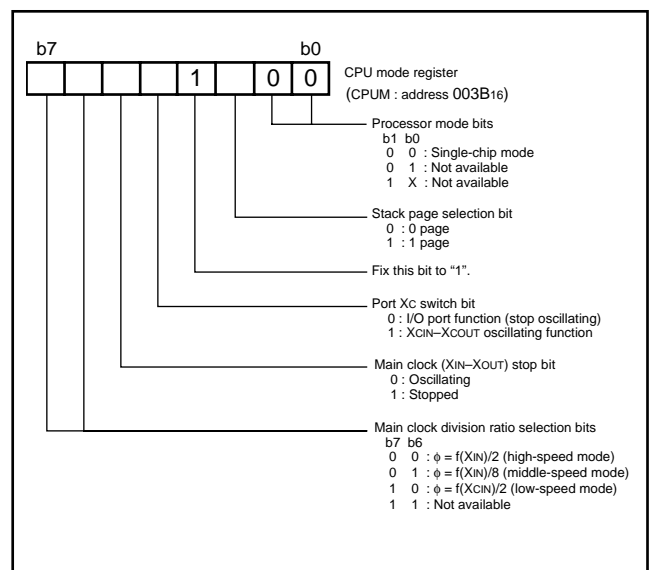 b7 b0
1 0 0
CPU mode register
(CPUM : address 003B16)
Processor mode bits
b1 b0
0 0 : Single-chip mode
0 1 : Not available
1 X : Not available
Stack page selection bit
0 : 0 page
1 : 1 page
Fix this bit to “1”.
Port XC switch bit
0 : I/O port function (stop oscillating)
1 : XCIN–XCOUT oscillating function
Main clock (XIN–XOUT) stop bit
0 : Oscillating
1 : Stopped
Main clock division ratio selection bits
b7 b6
0 0 : φ = f(XIN)/2 (high-speed mode)
0 1 : φ = f(XIN)/8 (middle-speed mode)
1 0 : φ = f(XCIN)/2 (low-speed mode)
1 1 : Not available